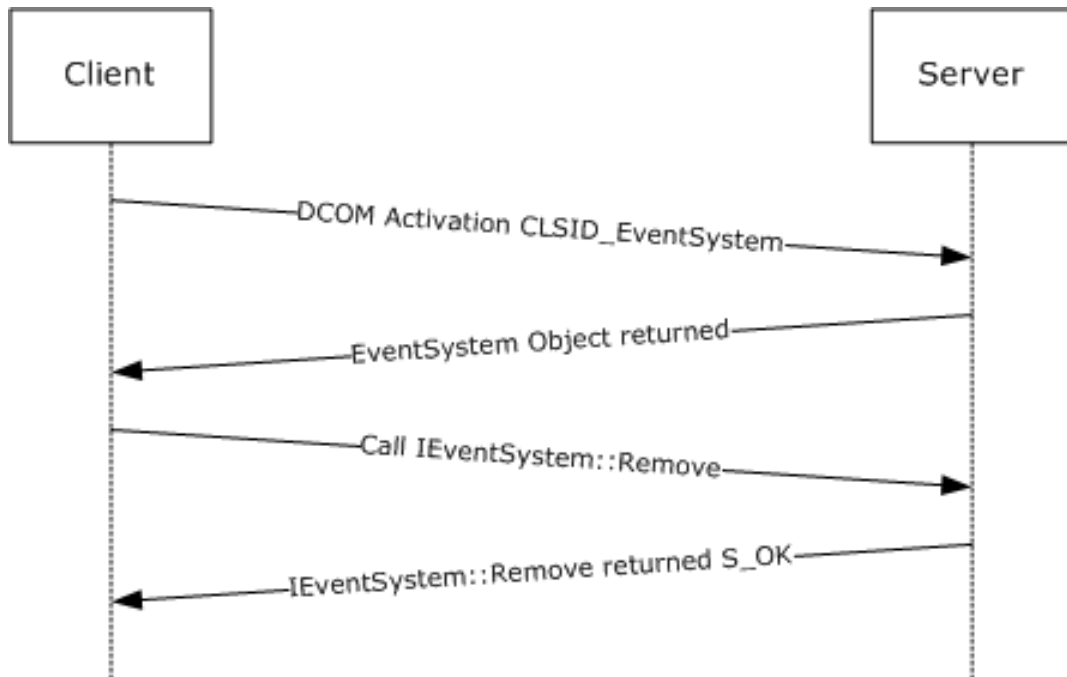 Client
Server
DCOM Activation CLSID_EventSystem
EventSystem Object returned
Call IEventSystem::Remove
IEventSystem::Remove returned S_OK